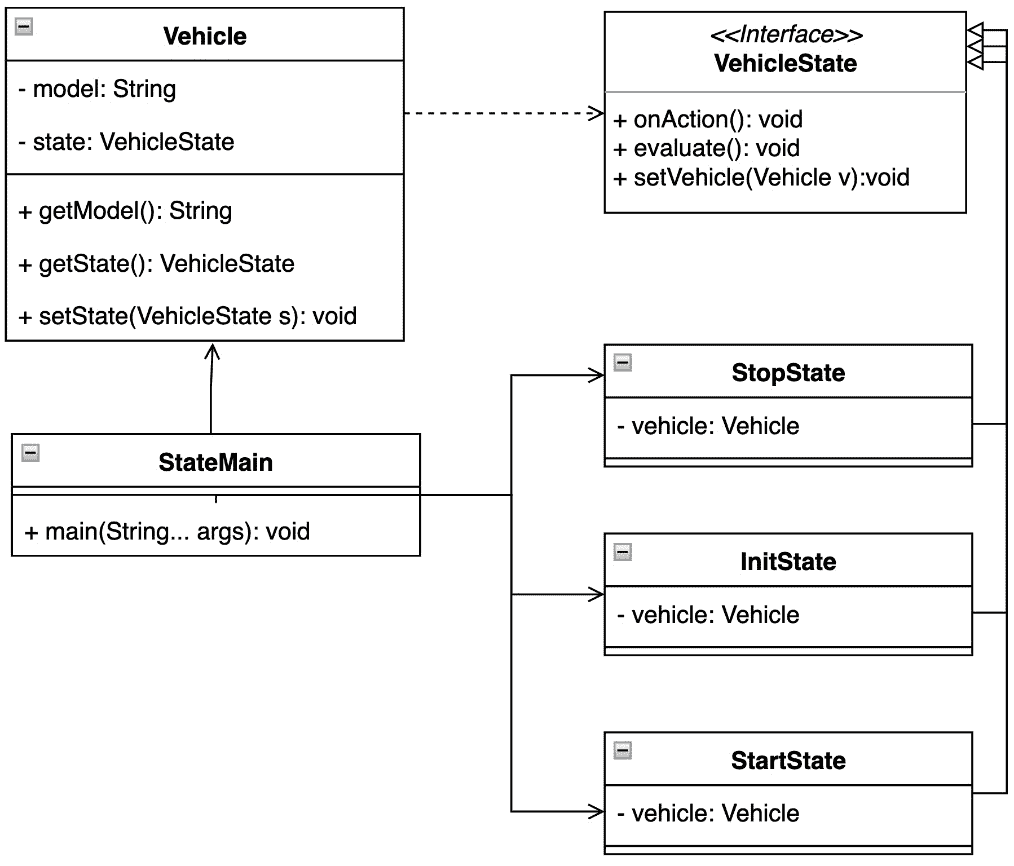 Vehicle
- model: String
- state: VehicleState
+ getModel(): String
+ getState(): VehicleState
+ setState(VehicleState s): void
<<Interface>>
VehicleState
+ onAction(): void
+ evaluate(): void
+ setVehicle(Vehicle v):void
StateMain
+ main(String... args): void
StopState
- vehicle: Vehicle
InitState
- vehicle: Vehicle
StartState
- vehicle: Vehicle